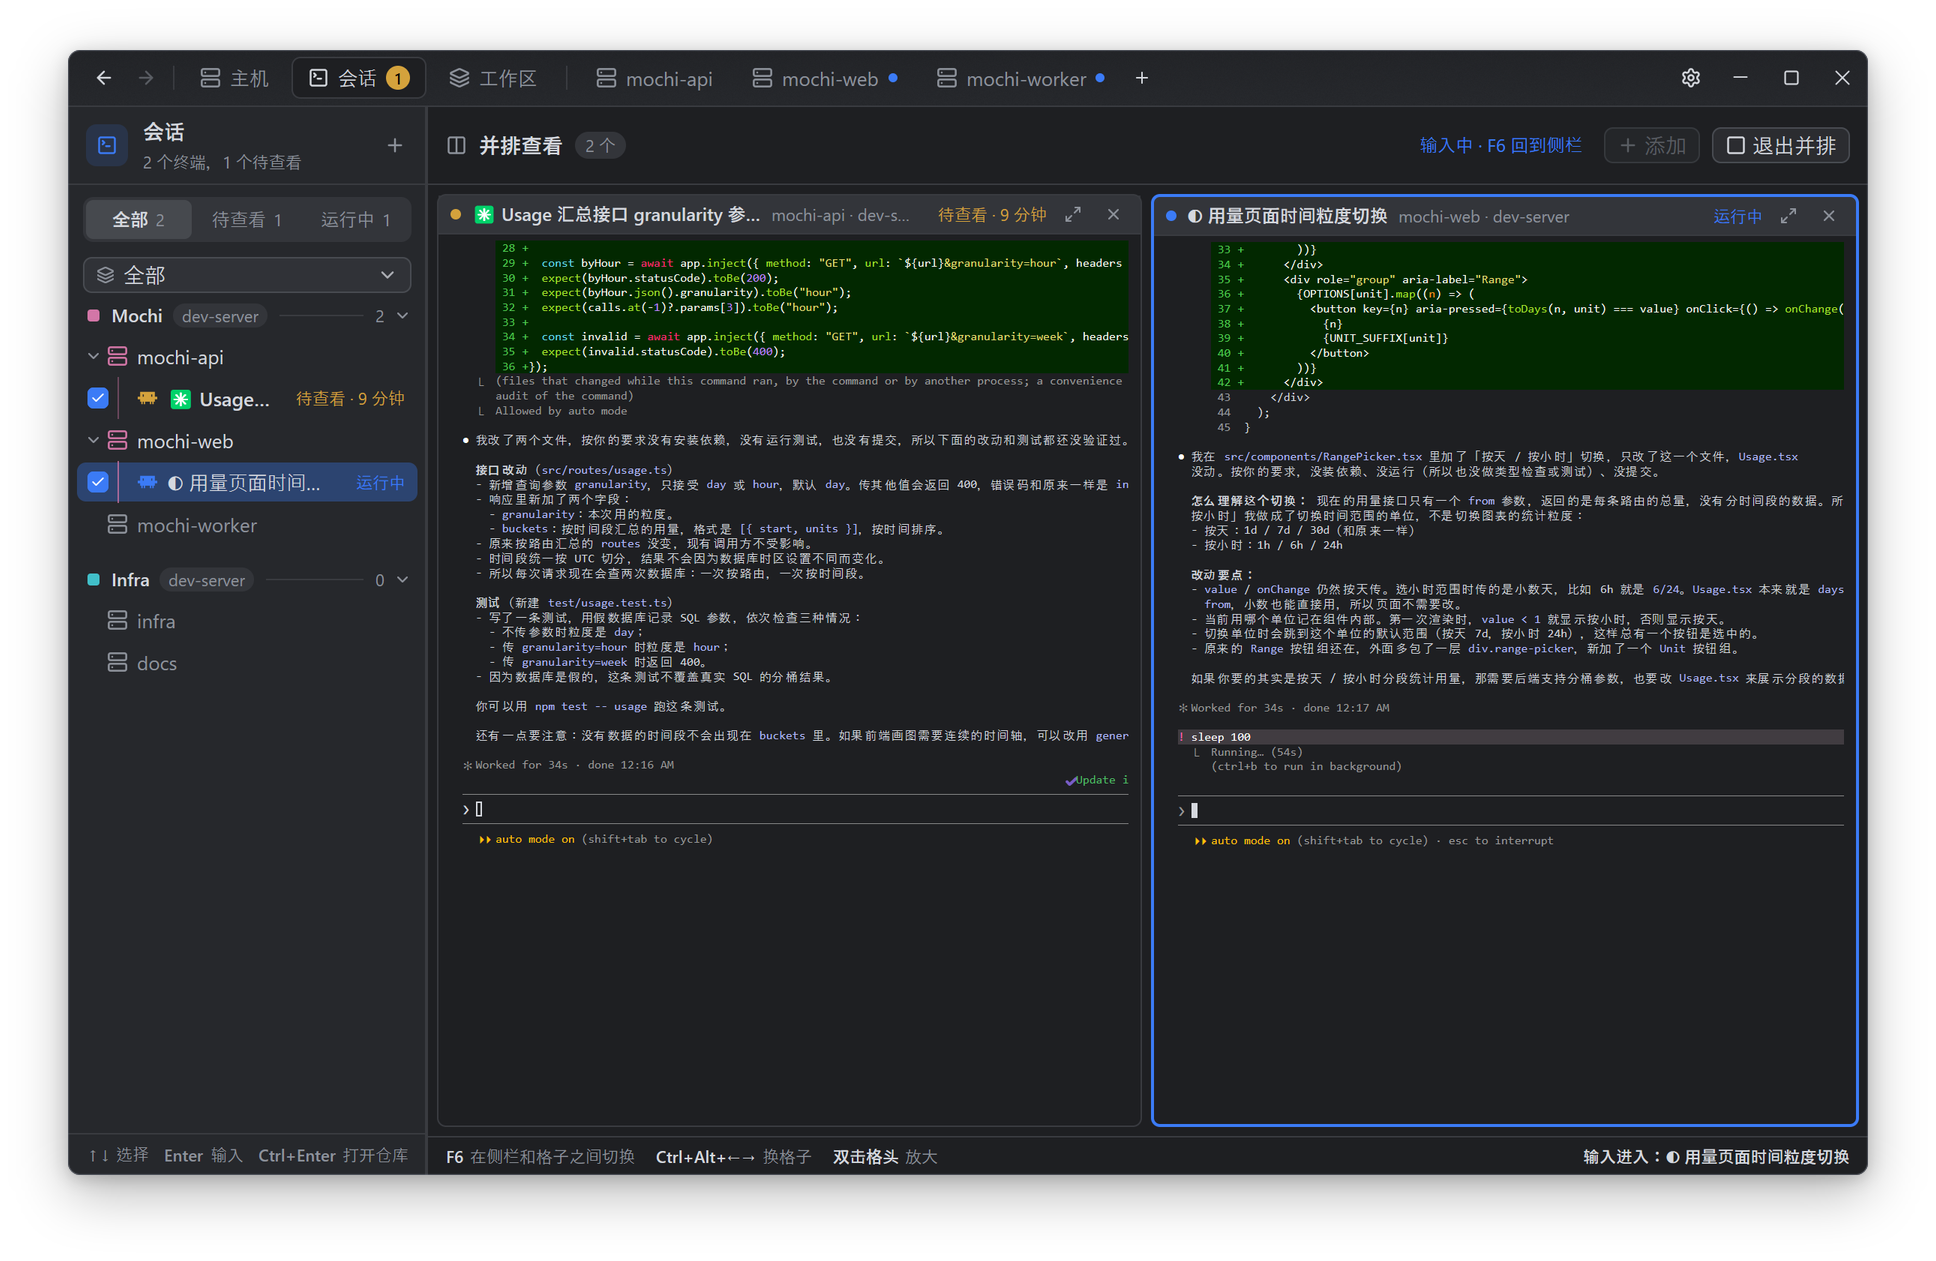 主机
会话 1
工作区
mochi-api
mochi-web
mochi-worker
会话
2 个终端, 1 个待查看
全部 2
待查看 1
运行中 1
全部
Mochi dev-server 2
mochi-api
Usage... 待查看 · 9 分钟
mochi-web
用量页面时间... 运行中
mochi-worker
Infra dev-server 0
infra
docs
↑↓ 选择 Enter 输入 Ctrl+Enter 打开仓库
并排查看 2 个
输入中 · F6 回到侧栏
+ 添加
退出并排
Usage 汇总接口 granularity 参... mochi-api · dev-s... 待查看 · 9 分钟
28 +
29 + const byHour = await app.inject({ method: "GET", url: `${url}&granularity=hour`, headers
30 + expect(byHour.statusCode).toBe(200);
31 + expect(byHour.json().granularity).toBe("hour");
32 + expect(calls.at(-1)?.params[3]).toBe("hour");
33 +
34 + const invalid = await app.inject({ method: "GET", url: `${url}&granularity=week`, headers
35 + expect(invalid.statusCode).toBe(400);
36 +});
(files that changed while this command ran, by the command or by another process; a convenience
audit of the command)
Allowed by auto mode
● 我改了两个文件, 按你的要求没有安装依赖, 没有运行测试, 也没有提交, 所以下面的改动和测试都还没验证过。
接口改动 (src/routes/usage.ts)
- 新增查询参数 granularity, 只接受 day 或 hour, 默认 day。传其他值会返回 400, 错误码和原来一样是 in
- 响应里新加了两个字段：
- granularity：本次用的粒度。
- buckets：按时间段汇总的用量, 格式是 [{ start, units }], 按时间排序。
- 原来按路由汇总的 routes 没变, 现有调用方不受影响。
- 时间段统一按 UTC 切分, 结果不会因为数据库时区设置不同而变化。
- 所以每次请求现在会查两次数据库：一次按路由, 一次按时间段。
测试 (新建 test/usage.test.ts)
- 写了一条测试, 用假数据库记录 SQL 参数, 依次检查三种情况：
- 不传参数时粒度是 day；
- 传 granularity=hour 时粒度是 hour；
- 传 granularity=week 时返回 400。
- 因为数据库是假的, 这条测试不覆盖真实 SQL 的分桶结果。
你可以用 npm test -- usage 跑这条测试。
还有一点要注意：没有数据的时间段不会出现在 buckets 里。如果前端画图需要连续的时间轴, 可以改用 gener
✻ Worked for 34s · done 12:16 AM
Update i
❯
auto mode on (shift+tab to cycle)
用量页面时间粒度切换 mochi-web · dev-server 运行中
33 + ))}
34 + </div>
35 + <div role="group" aria-label="Range">
36 + {OPTIONS[unit].map((n) => (
37 + <button key={n} aria-pressed={toDays(n, unit) === value} onClick={() => onChange(
38 + {n}
39 + {UNIT_SUFFIX[unit]}
40 + </button>
41 + ))}
42 + </div>
43 </div>
44 );
45 }
● 我在 src/components/RangePicker.tsx 里加了「按天 / 按小时」切换, 只改了这一个文件, Usage.tsx
没动。按你的要求, 没装依赖、没运行（所以也没做类型检查或测试）、没提交。
怎么理解这个切换： 现在的用量接口只有一个 from 参数, 返回的是每条路由的总量, 没有分时间段的数据。所
按小时」我做成了切换时间范围的单位, 不是切换图表的统计粒度：
- 按天：1d / 7d / 30d（和原来一样）
- 按小时：1h / 6h / 24h
改动要点：
- value / onChange 仍然按天传。选小时范围时传的是小数天, 比如 6h 就是 6/24。Usage.tsx 本来就是 days
from, 小数也能直接用, 所以页面不需要改。
- 当前用哪个单位记在组件内部。第一次渲染时, value < 1 就显示按小时, 否则显示按天。
- 切换单位时会跳到这个单位的默认范围（按天 7d, 按小时 24h）, 这样总有一个按钮是选中的。
- 原来的 Range 按钮组还在, 外面多包了一层 div.range-picker, 新加了一个 Unit 按钮组。
如果你要的其实是按天 / 按小时分段统计用量, 那需要后端支持分桶参数, 也要改 Usage.tsx 来展示分段的数据
✻ Worked for 34s · done 12:17 AM
! sleep 100
Running… (54s)
(ctrl+b to run in background)
❯
auto mode on (shift+tab to cycle) · esc to interrupt
F6 在侧栏和格子之间切换 Ctrl+Alt+←→ 换格子 双击格头 放大
输入进入：用量页面时间粒度切换